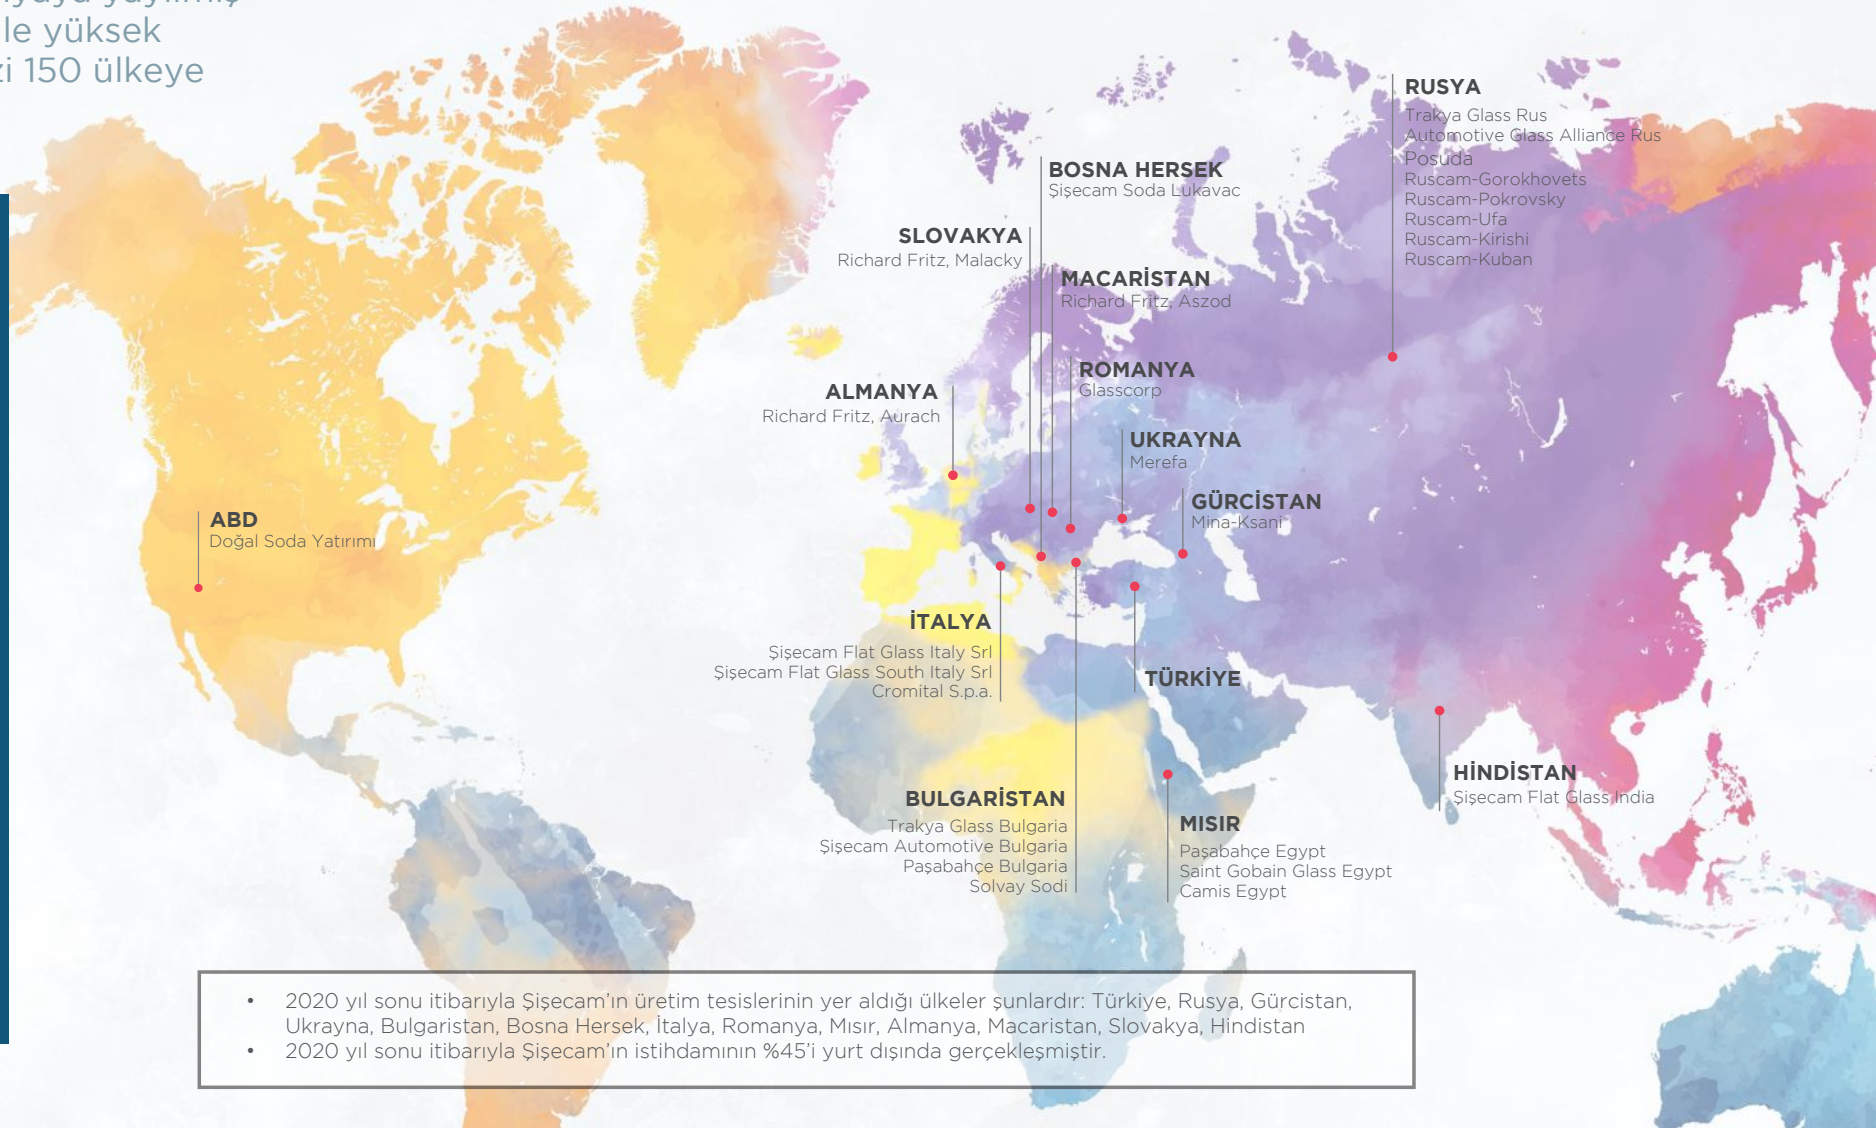 le yüksek
150 ülkeye
RUSYA
Trakya Glass Rus
Automotive Glass Alliance Rus
Posuda
Ruscam-Gorokhovets
Ruscam-Pokrovsky
Ruscam-Ufa
Ruscam-Kirishi
Ruscam-Kuban
BOSNA HERSEK
Şişecam Soda Lukavac
SLOVAKYA
Richard Fritz, Malacky
MACARİSTAN
Richard Fritz, Aszod
ROMANYA
Glasscorp
ALMANYA
Richard Fritz, Aurach
UKRAYNA
Merefa
GÜRCİSTAN
Mina-Ksani
ABD
Doğal Soda Yatırımı
İTALYA
Şişecam Flat Glass Italy Srl
Şişecam Flat Glass South Italy Srl
Cromital S.p.a.
TÜRKİYE
HİNDİSTAN
Şişecam Flat Glass India
BULGARİSTAN
Trakya Glass Bulgaria
Şişecam Automotive Bulgaria
Paşabahçe Bulgaria
Solvay Sodi
MISIR
Paşabahçe Egypt
Saint Gobain Glass Egypt
Camis Egypt
• 2020 yıl sonu itibarıyla Şişecam'ın üretim tesislerinin yer aldığı ülkeler şunlardır: Türkiye, Rusya, Gürcistan,
Ukrayna, Bulgaristan, Bosna Hersek, İtalya, Romanya, Mısır, Almanya, Macaristan, Slovakya, Hindistan
• 2020 yıl sonu itibarıyla Şişecam'ın istihdamının %45'i yurt dışında gerçekleşmiştir.